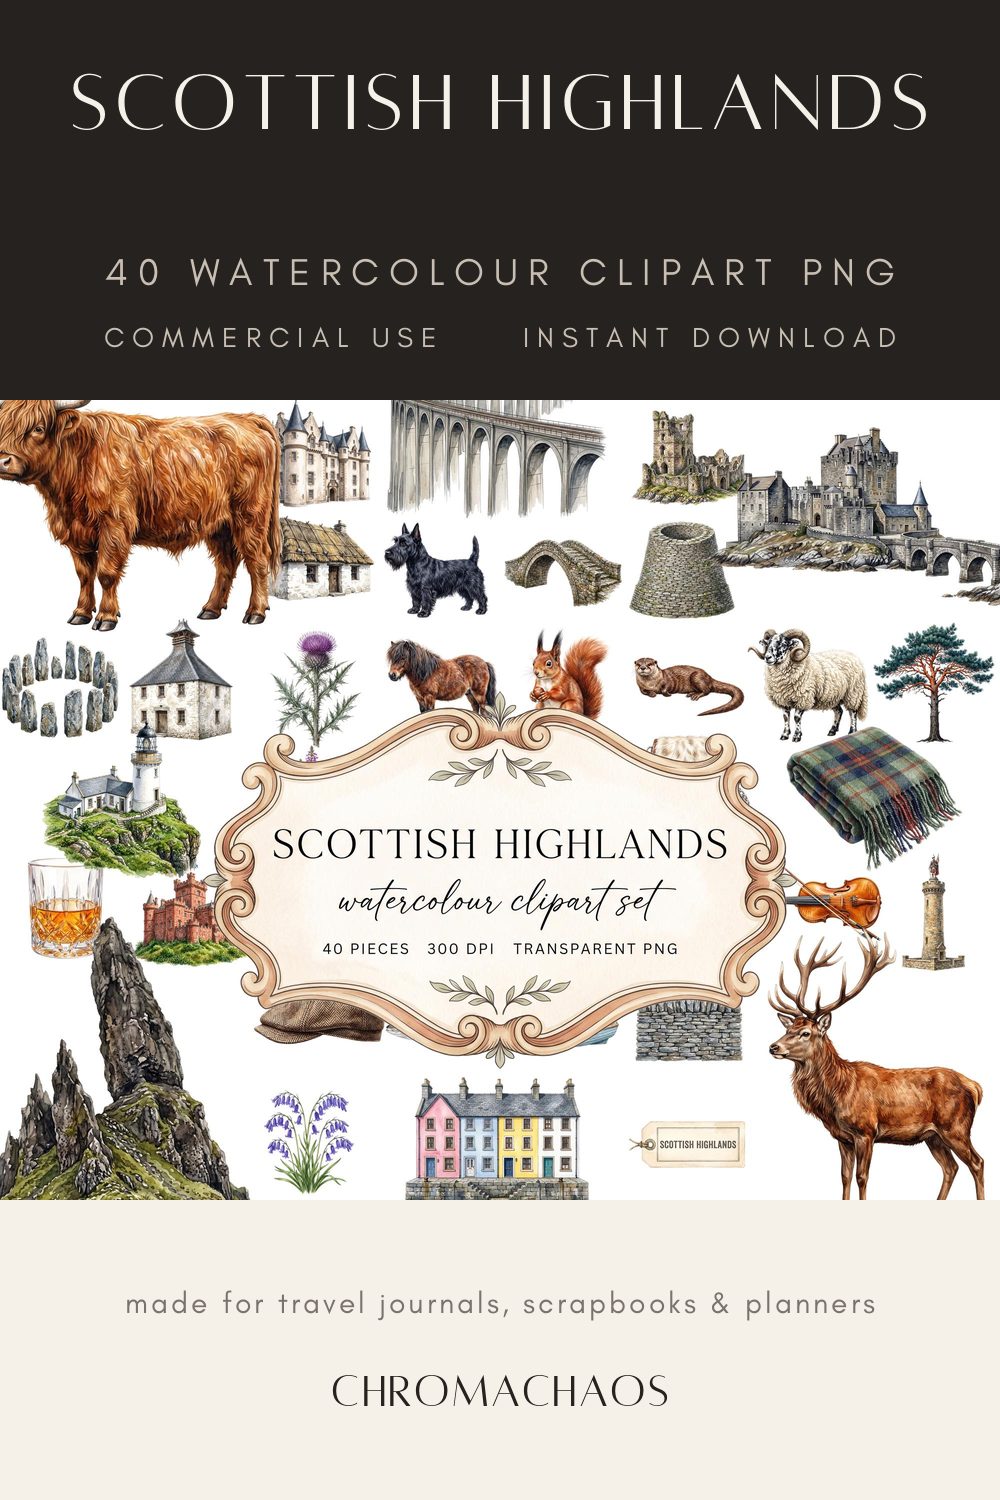 SCOTTISH HIGHLANDS
40 WATERCOLOUR CLIPART PNG
COMMERCIAL USE INSTANT DOWNLOAD
SCOTTISH HIGHLANDS
watercolour clipart set
40 PIECES 300 DPI TRANSPARENT PNG
SCOTTISH HIGHLANDS
made for travel journals, scrapbooks & planners
CHROMACHAOS